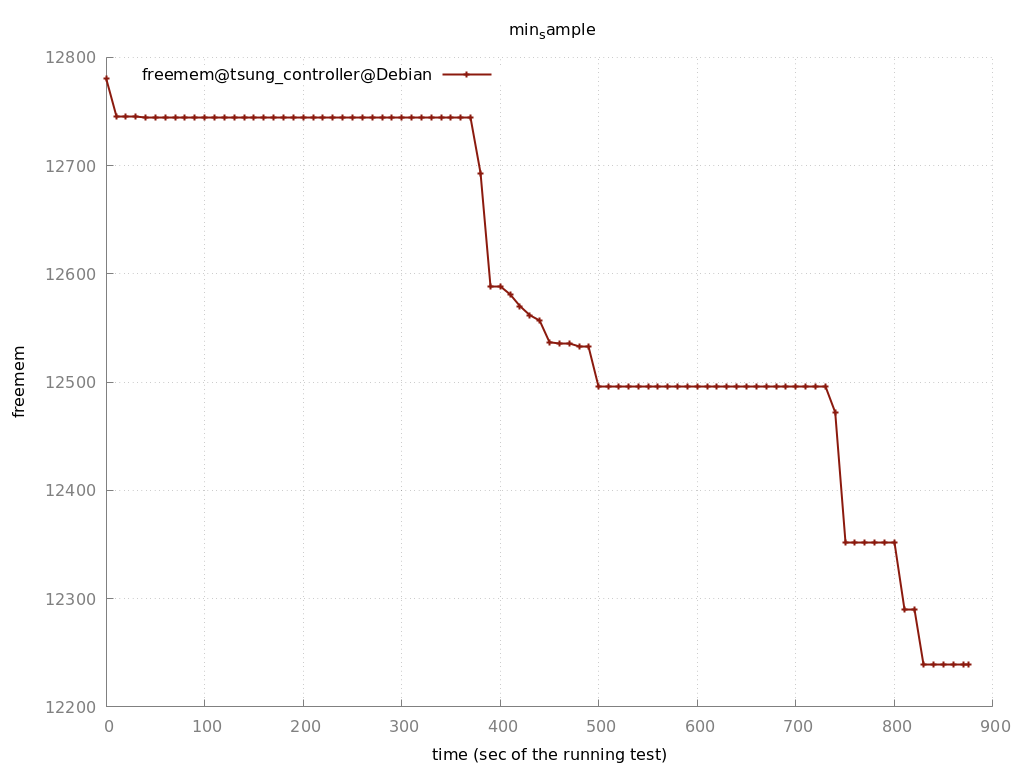 min_sample
freemem@tsung_controller@Debian
12800
12700
12600
12500
12400
12300
12200
freemem
0 100 200 300 400 500 600 700 800 900
time (sec of the running test)